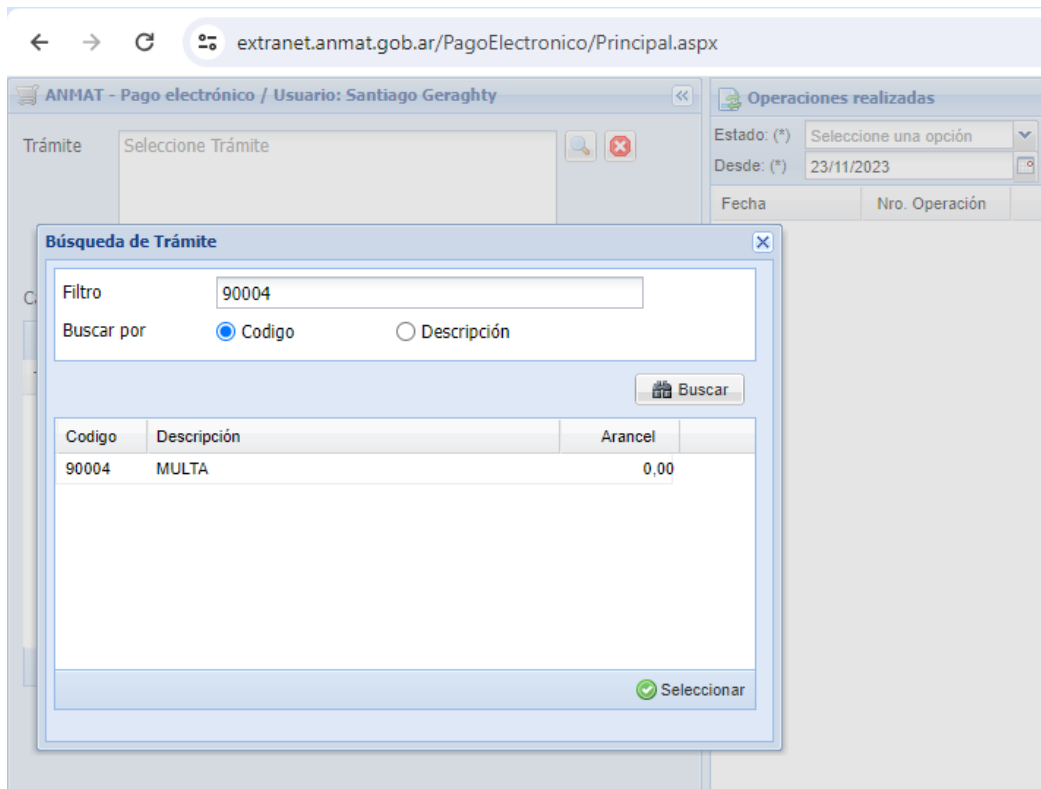 extranet.anmat.gob.ar/PagoElectronico/Principal.aspx
ANMAT - Pago electrónico / Usuario: Santiago Geraghty
Trámite
Seleccione Trámite
Operaciones realizadas
Estado: (*) Seleccione una opción
Desde: (*) 23/11/2023
Fecha Nro. Operación
Búsqueda de Trámite
Filtro 90004
Buscar por Codigo Descripción
Buscar
Codigo Descripción Arancel
90004 MULTA 0,00
Seleccionar